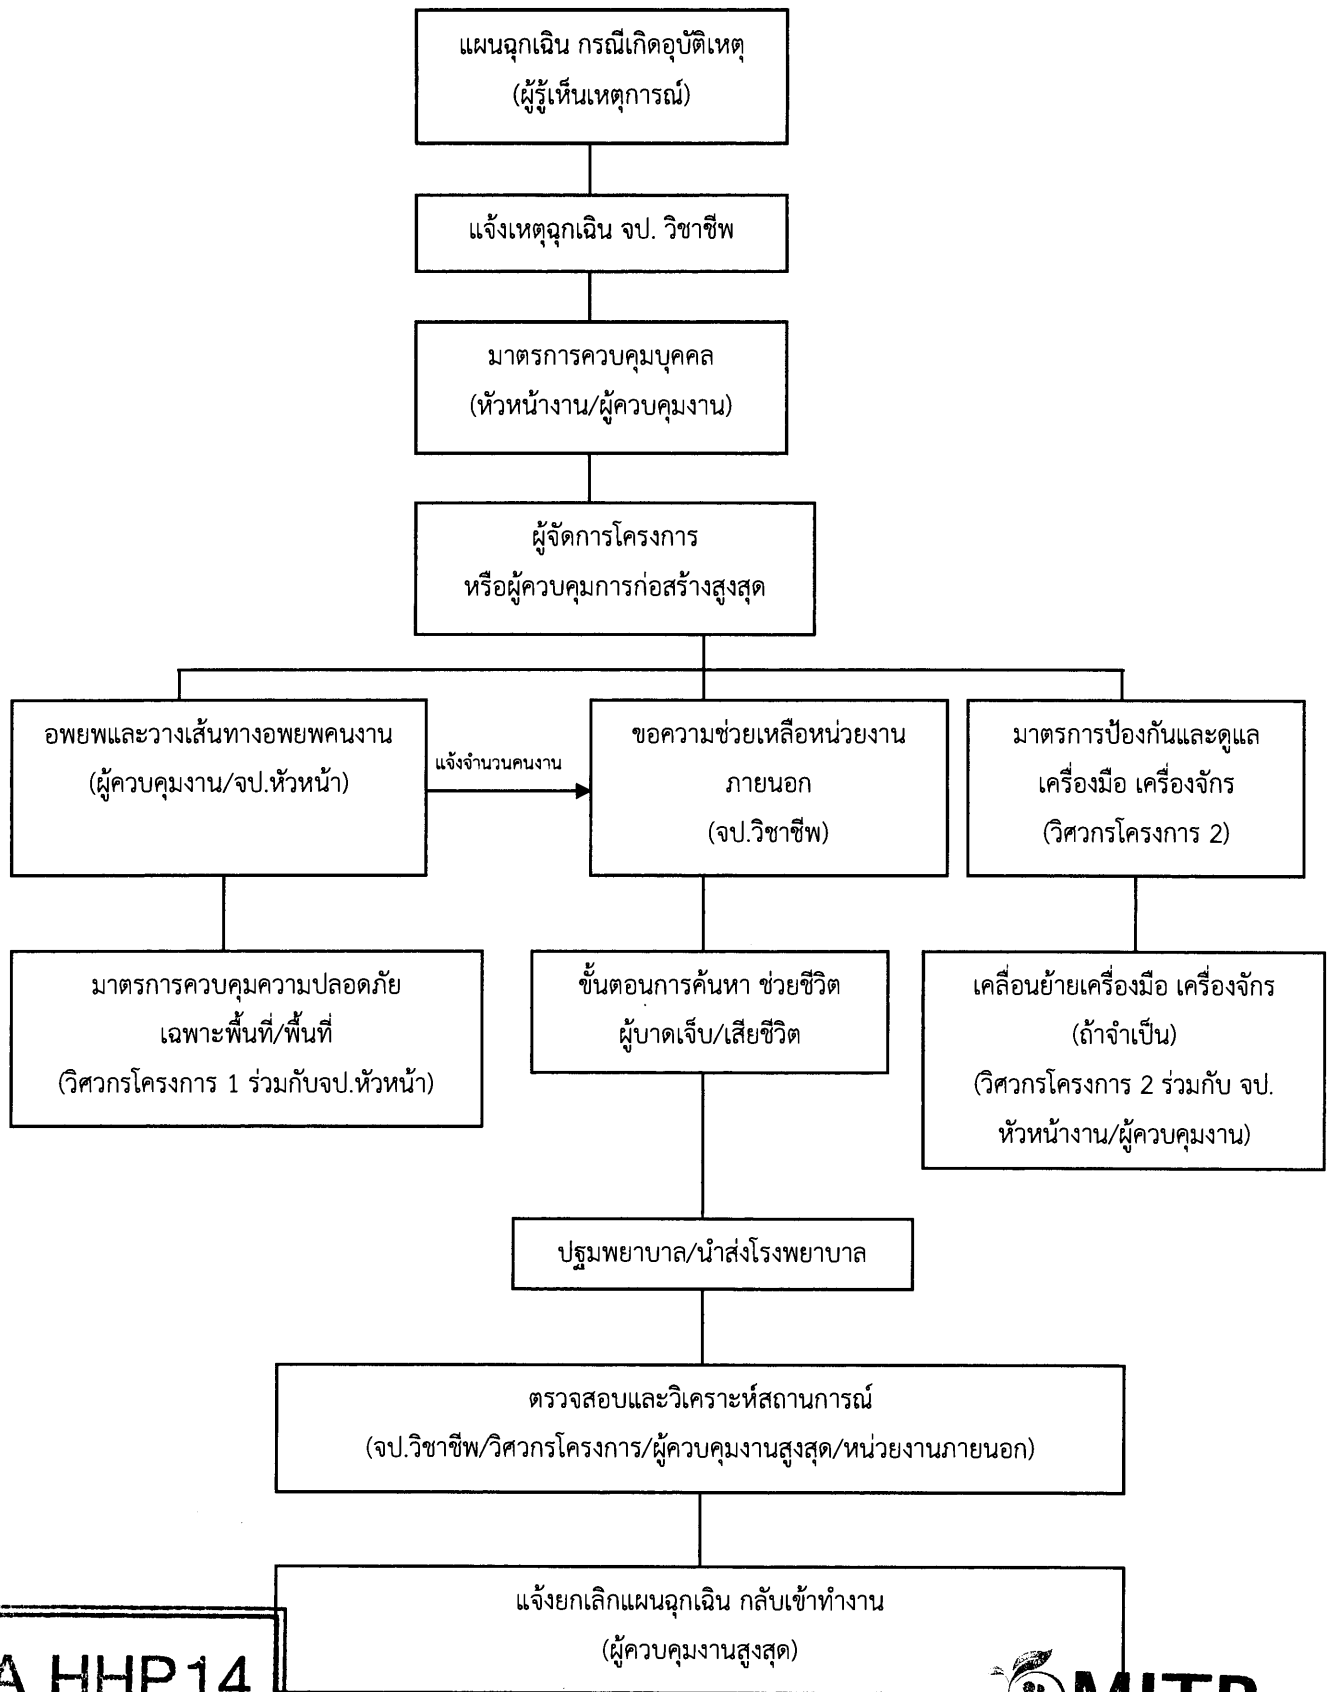 แผนฉุกเฉิน กรณีเกิดอุบัติเหตุ
(ผู้รู้เห็นเหตุการณ์)
แจ้งเหตุฉุกเฉิน จป. วิชาชีพ
มาตรการควบคุมบุคคล
(หัวหน้างาน/ผู้ควบคุมงาน)
ผู้จัดการโครงการ
หรือผู้ควบคุมการก่อสร้างสูงสุด
อพยพและวางเส้นทางอพยพคนงาน
(ผู้ควบคุมงาน/จป.หัวหน้า)
แจ้งจำนวนคนงาน
ขอความช่วยเหลือหน่วยงาน
ภายนอก
(จป.วิชาชีพ)
มาตรการป้องกันและดูแล
เครื่องมือ เครื่องจักร
(วิศวกรโครงการ 2)
มาตรการควบคุมความปลอดภัย
เฉพาะพื้นที่/พื้นที่
(วิศวกรโครงการ 1 ร่วมกับจป.หัวหน้า)
ขั้นตอนการค้นหา ช่วยชีวิต
ผู้บาดเจ็บ/เสียชีวิต
เคลื่อนย้ายเครื่องมือ เครื่องจักร
(ถ้าจำเป็น)
(วิศวกรโครงการ 2 ร่วมกับ จป.
หัวหน้างาน/ผู้ควบคุมงาน)
ปฐมพยาบาล/นำส่งโรงพยาบาล
ตรวจสอบและวิเคราะห์สถานการณ์
(จป.วิชาชีพ/วิศวกรโครงการ/ผู้ควบคุมงานสูงสุด/หน่วยงานภายนอก)
แจ้งยกเลิกแผนฉุกเฉิน กลับเข้าทำงาน
(ผู้ควบคุมงานสูงสุด)
A HHP14